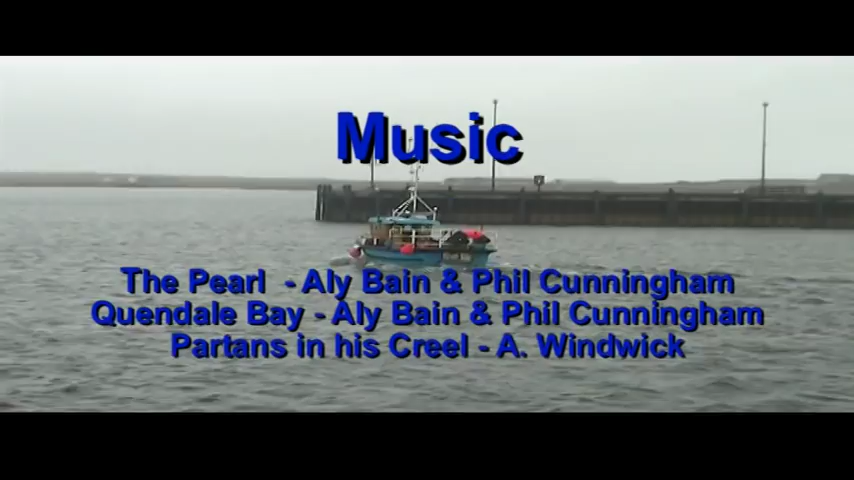 Music
The Pearl - Aly Bain & Phil Cunningham
Quendale Bay - Aly Bain & Phil Cunningham
Partans in his Creel - A. Windwick